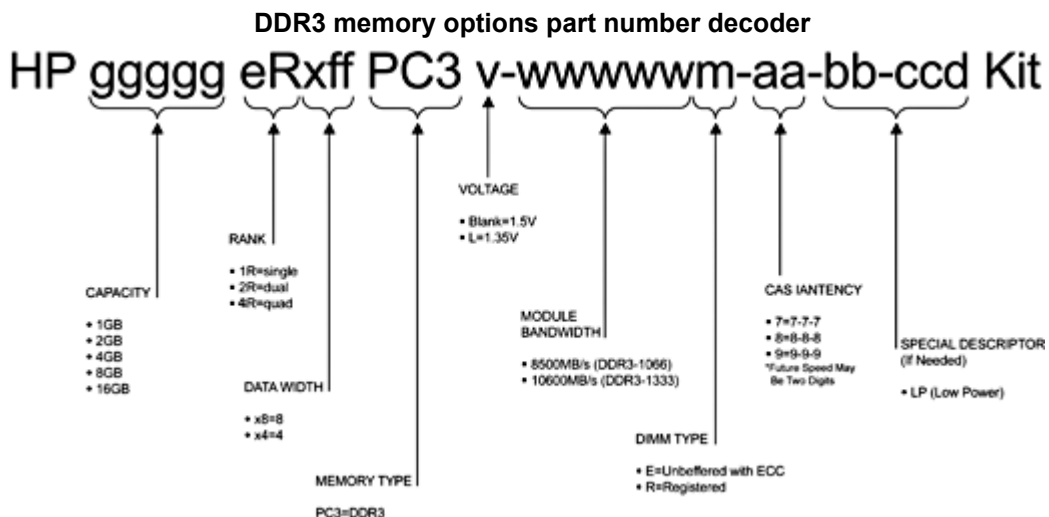 DDR3 memory options part number decoder
HP ggggg eRxff PC3 v-wwwwwm-aa-bb-ccd Kit
VOLTAGE
▪ Blank=1.5V
▪ L=1.35V
RANK
▪ 1R=single
▪ 2R=dual
▪ 4R=quad
CAPACITY
▪ 1GB
▪ 2GB
▪ 4GB
▪ 8GB
▪ 16GB
CAS IANTENCY
▪ 7=7-7-7
▪ 8=8-8-8
▪ 9=9-9-9
*Future Speed May
Be Two Digits
MODULE
BANDWIDTH
▪ 8500MB/s (DDR3-1066)
▪ 10600MB/s (DDR3-1333)
SPECIAL DESCRIPTOR
(If Needed)
▪ LP (Low Power)
DATA WIDTH
▪ x8=8
▪ x4=4
DIMM TYPE
▪ E=Unbeffered with ECC
▪ R=Registered
MEMORY TYPE
PC3=DDR3